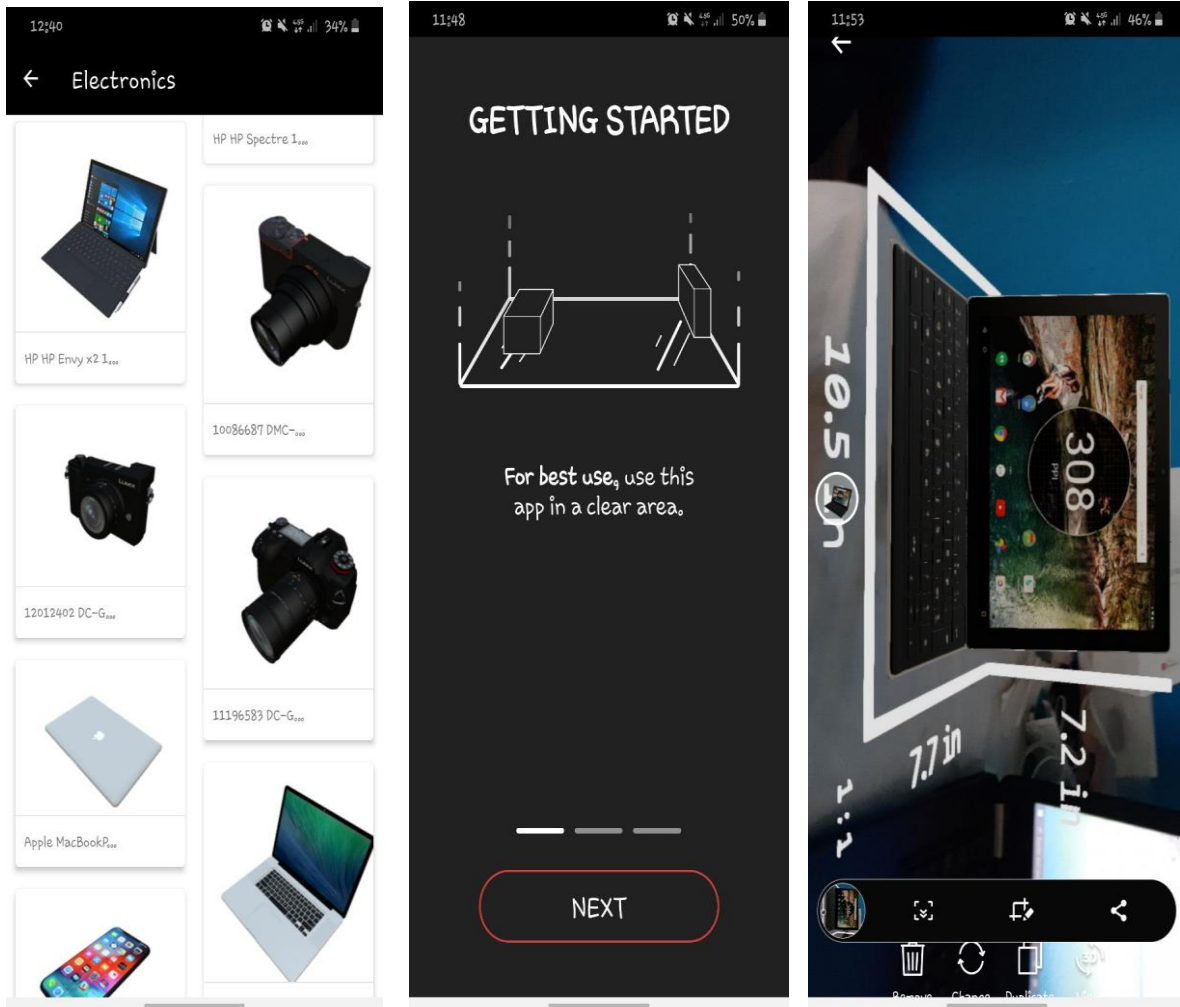 12:40
34%
Electronics
HP HP Envy x2 1...
12012402 DC-G...
Apple MacBookP...
HP HP Spectre 1...
10086687 DMC-...
11196583 DC-G...
11:48
50%
GETTING STARTED
For best use, use this
app in a clear area.
NEXT
11:53
46%
10.5 in
308
PPI
7.7 in
7.2 in
1:1
Remove Change Duplicate